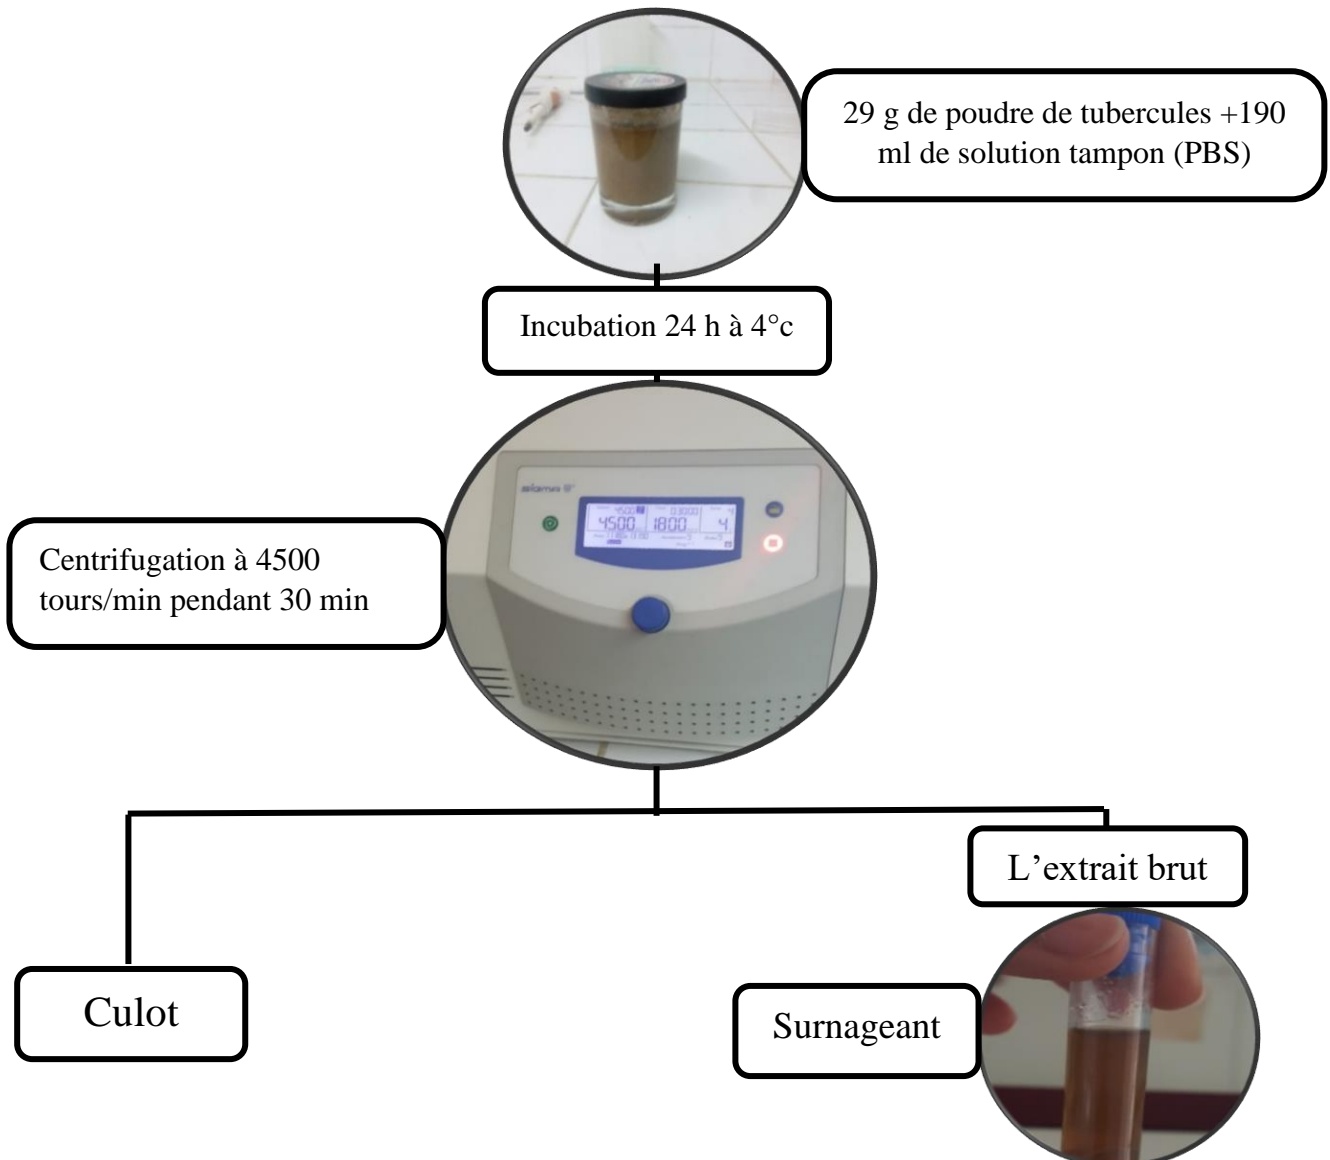 29 g de poudre de tubercules +190
ml de solution tampon (PBS)
Incubation 24 h à 4°c
4500
4500 1800 4
Centrifugation à 4500
tours/min pendant 30 min
L’extrait brut
Culot
Surnageant